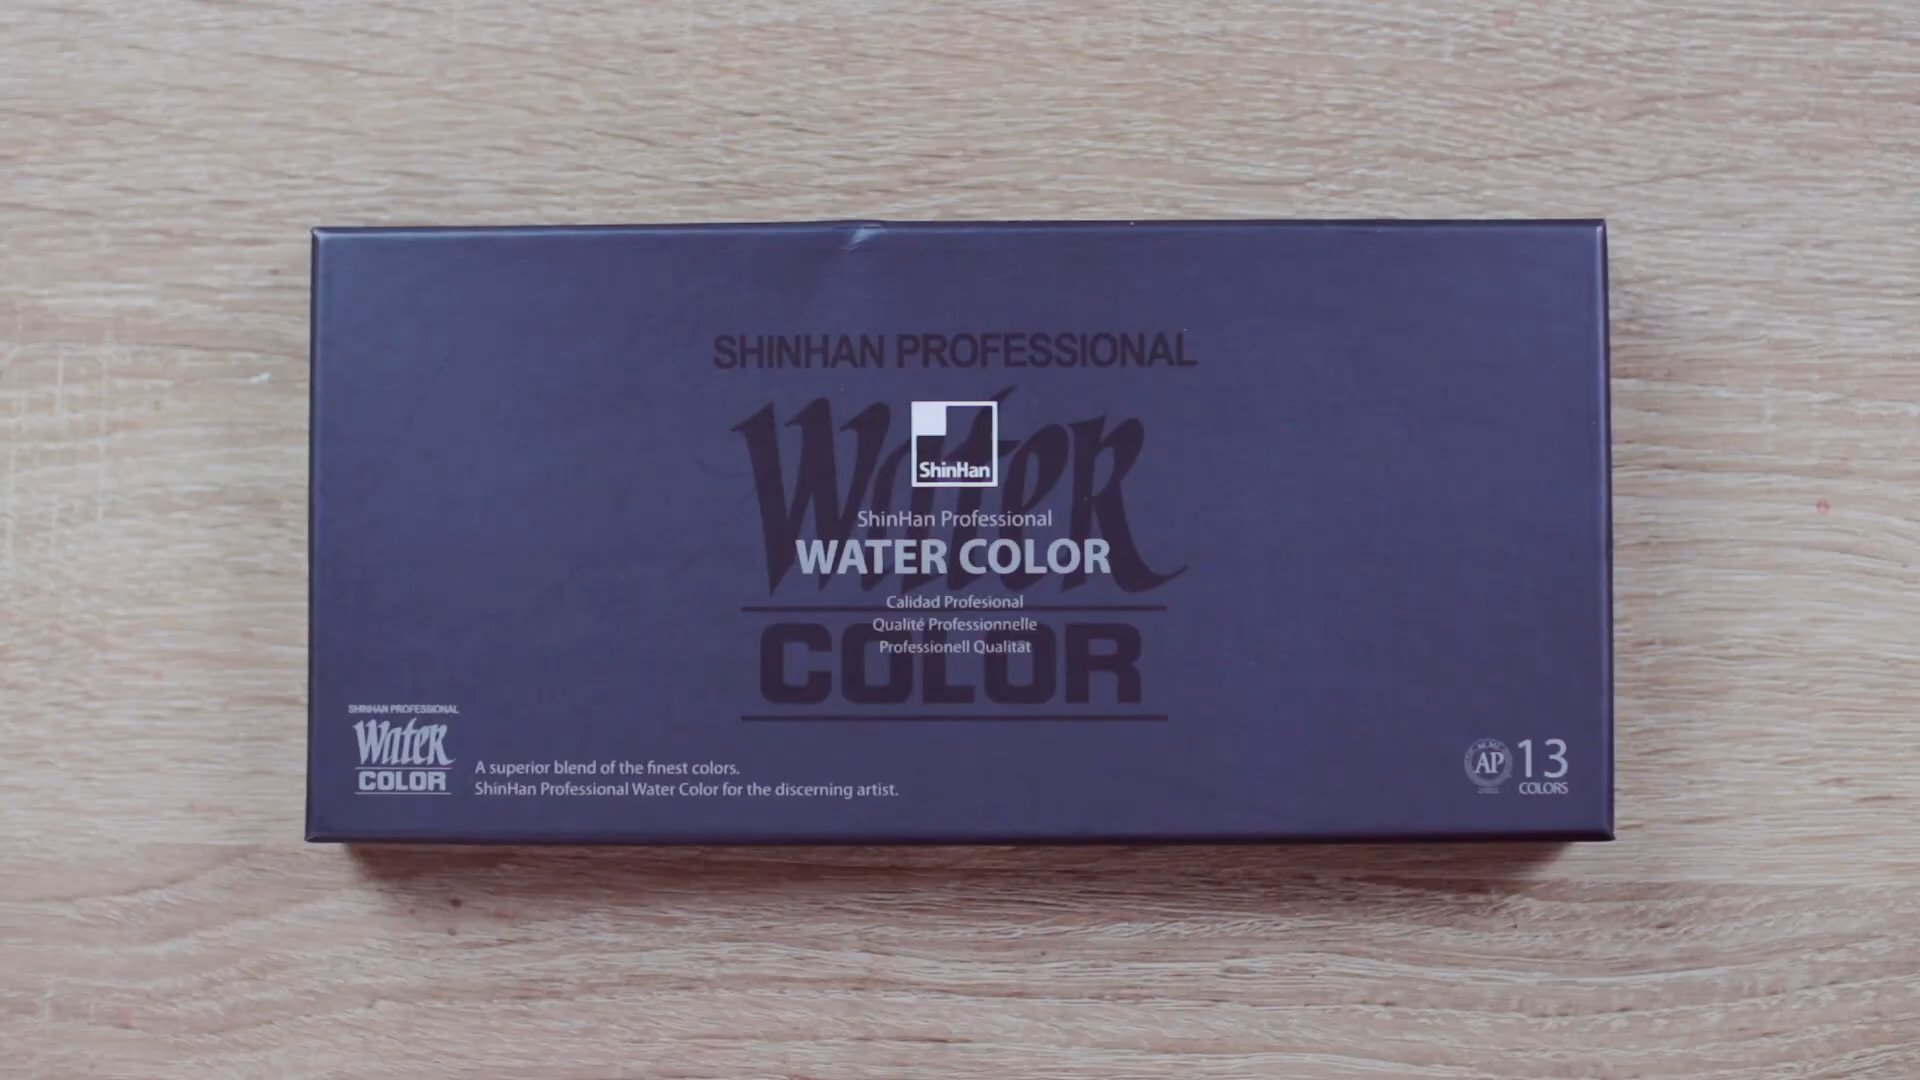 SHINHAN PROFESSIONAL
Water
COLOR
ShinHan
ShinHan Professional
WATER COLOR
Calidad Profesional
Qualité Professionnelle
Professionell Qualität
SHINHAN PROFESSIONAL
Water
COLOR
A superior blend of the finest colors.
ShinHan Professional Water Color for the discerning artist.
AP
13
COLORS